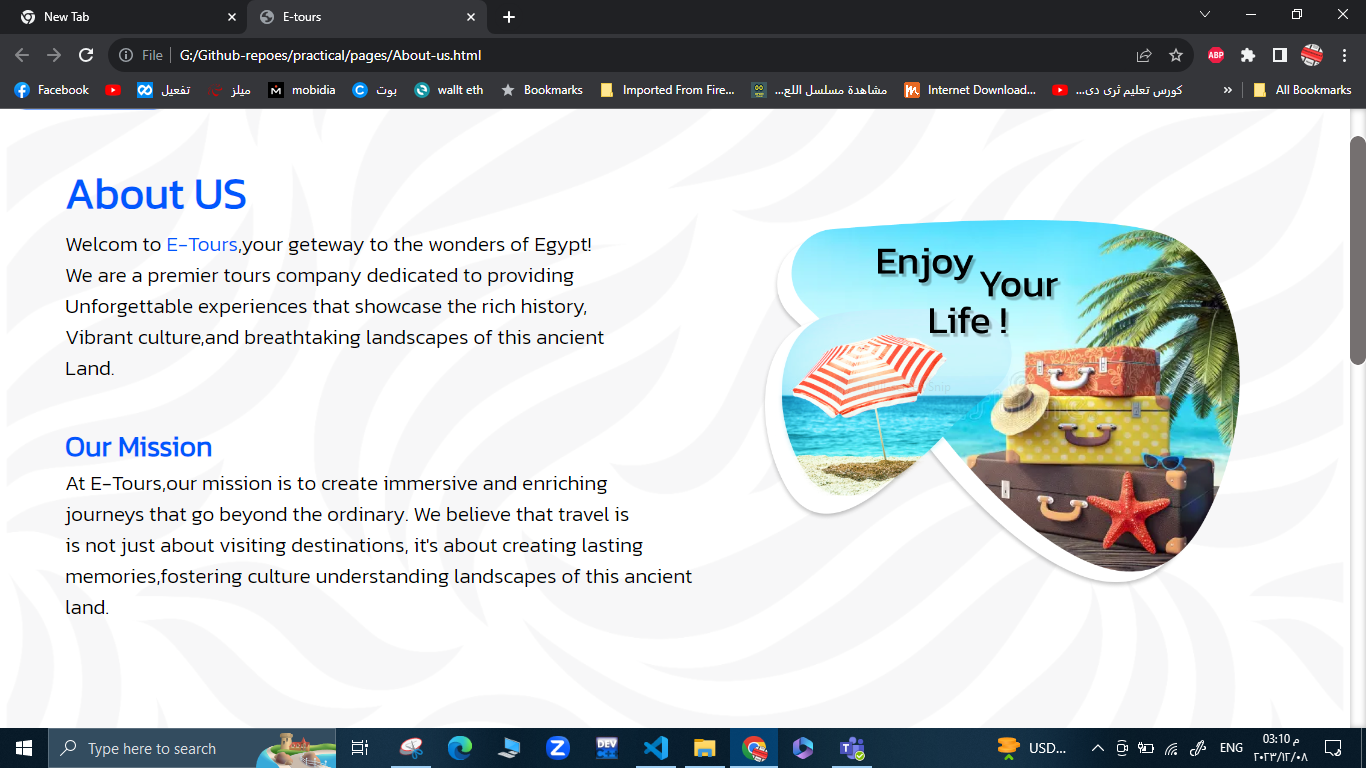 New Tab
E-tours
File
G:/Github-repoes/practical/pages/About-us.html
ABP
Facebook
تفعيل
ميلز
mobidia
بوت
wallt eth
Bookmarks
Imported From Fire...
مشاهدة مسلسل اللع...
Internet Download...
كورس تعليم ثرى دى...
»
All Bookmarks
About US
Welcom to E-Tours,your geteway to the wonders of Egypt!
We are a premier tours company dedicated to providing
Unforgettable experiences that showcase the rich history,
Vibrant culture,and breathtaking landscapes of this ancient
Land.
Our Mission
At E-Tours,our mission is to create immersive and enriching
journeys that go beyond the ordinary. We believe that travel is
is not just about visiting destinations, it's about creating lasting
memories,fostering culture understanding landscapes of this ancient
land.
Enjoy
Your
Life !
Type here to search
DEV
USD...
ENG
03:10 م
٢٠٢٣/١٢/٠٨